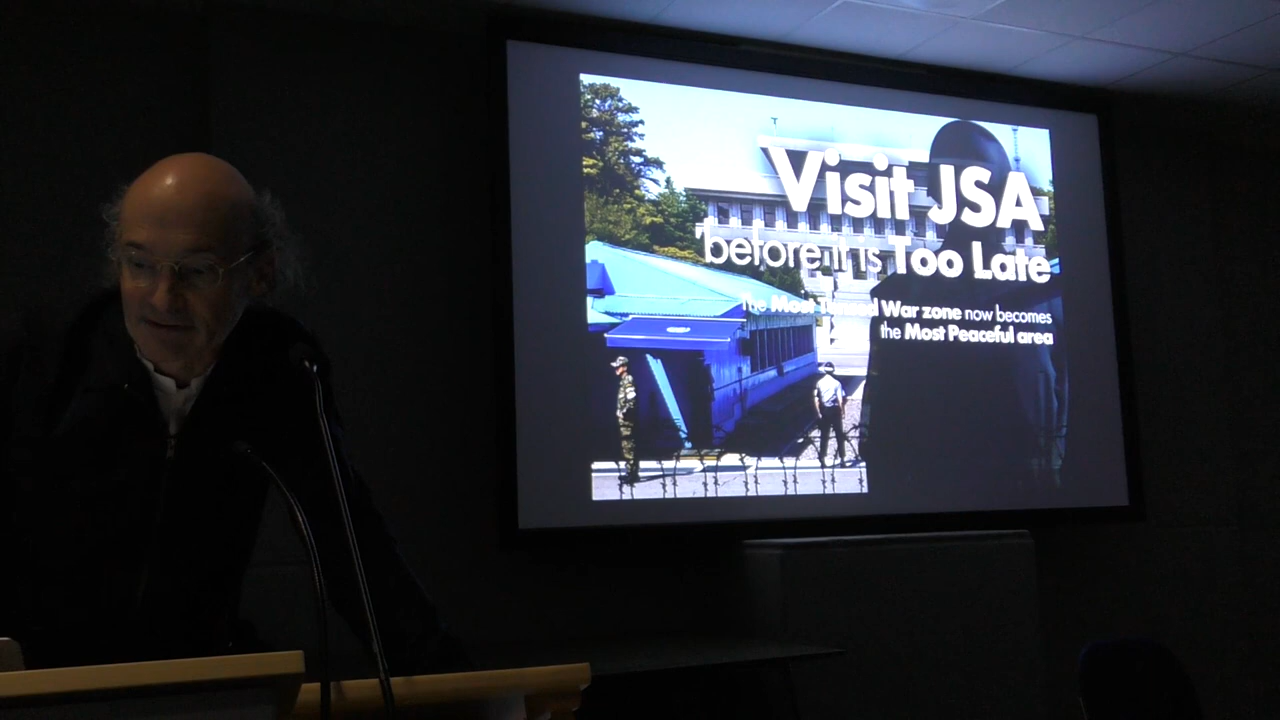 Visit JSA
before it is Too Late
The Most Tensed War zone now becomes
the Most Peaceful area